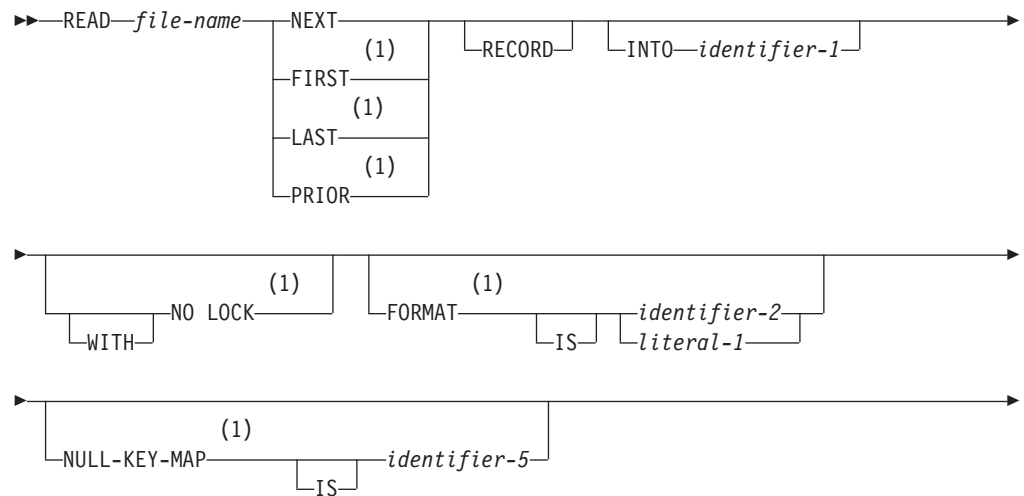 READ file-name NEXT RECORD INTO identifier-1
(1)
FIRST
(1)
LAST
(1)
PRIOR
(1)
WITH NO LOCK
(1)
FORMAT IS identifier-2
literal-1
(1)
NULL-KEY-MAP IS identifier-5